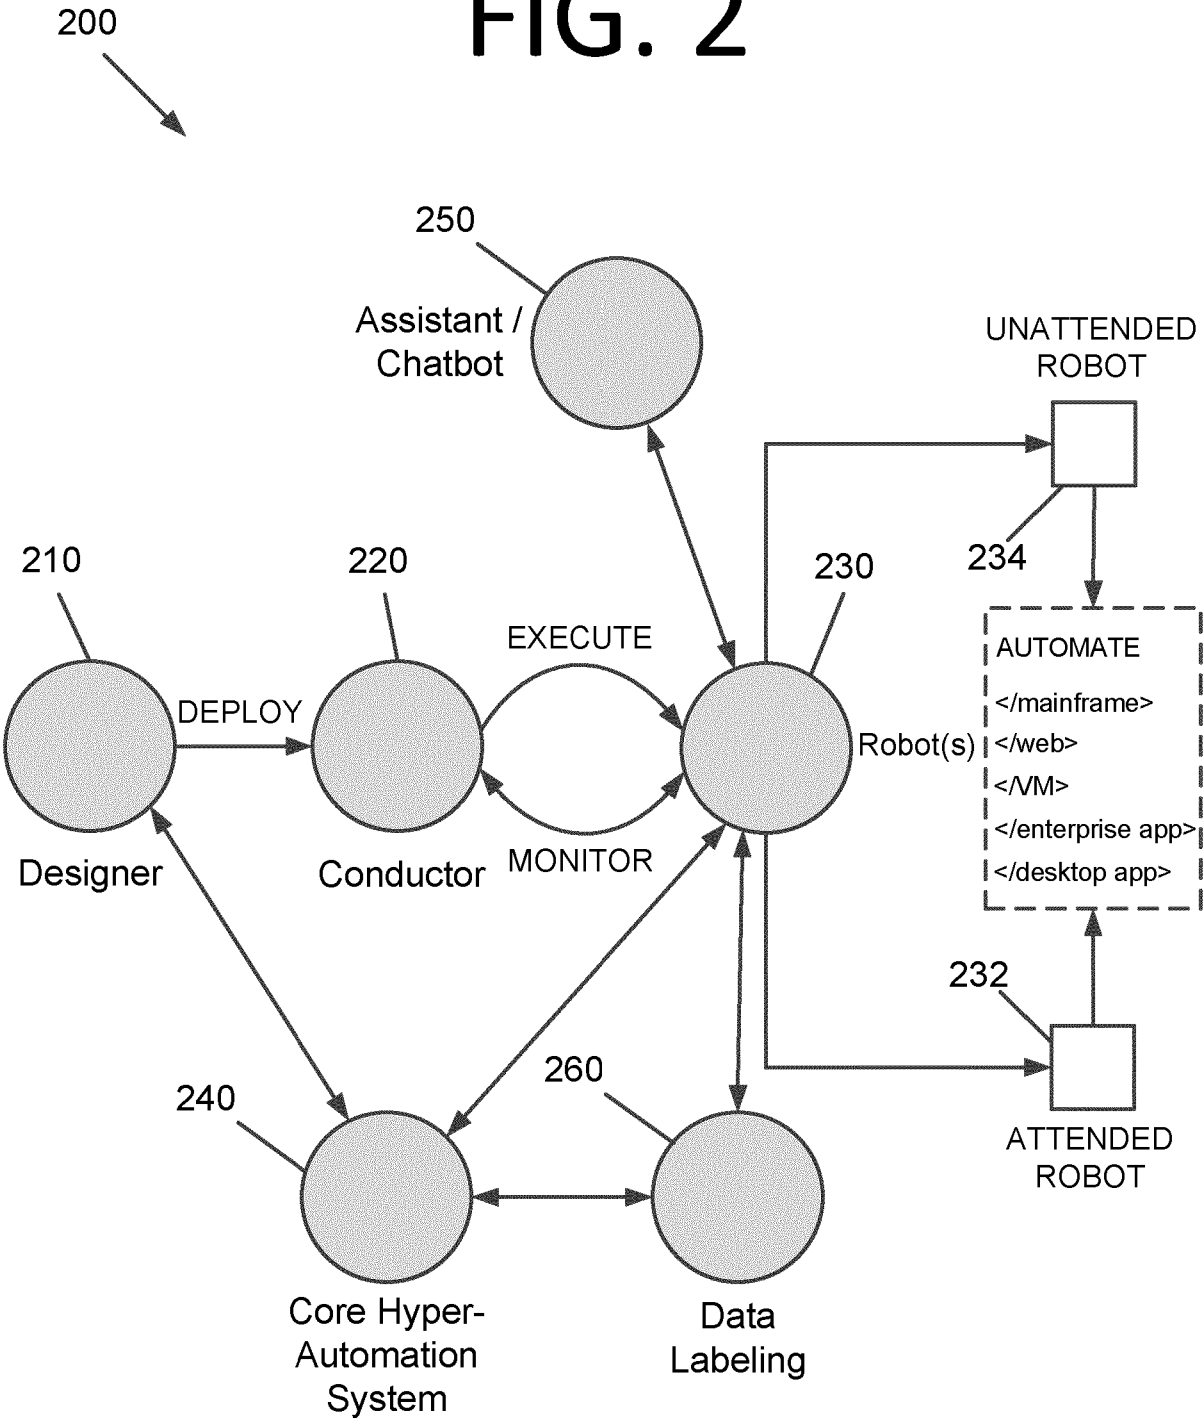 FIG. 2
200
250
Assistant /
Chatbot
UNATTENDED
ROBOT
234
210
220
230
EXECUTE
DEPLOY
Robot(s)
MONITOR
Designer
Conductor
AUTOMATE
</mainframe>
</web>
</VM>
</enterprise app>
</desktop app>
232
ATTENDED
ROBOT
240
260
Core Hyper-
Automation
System
Data
Labeling